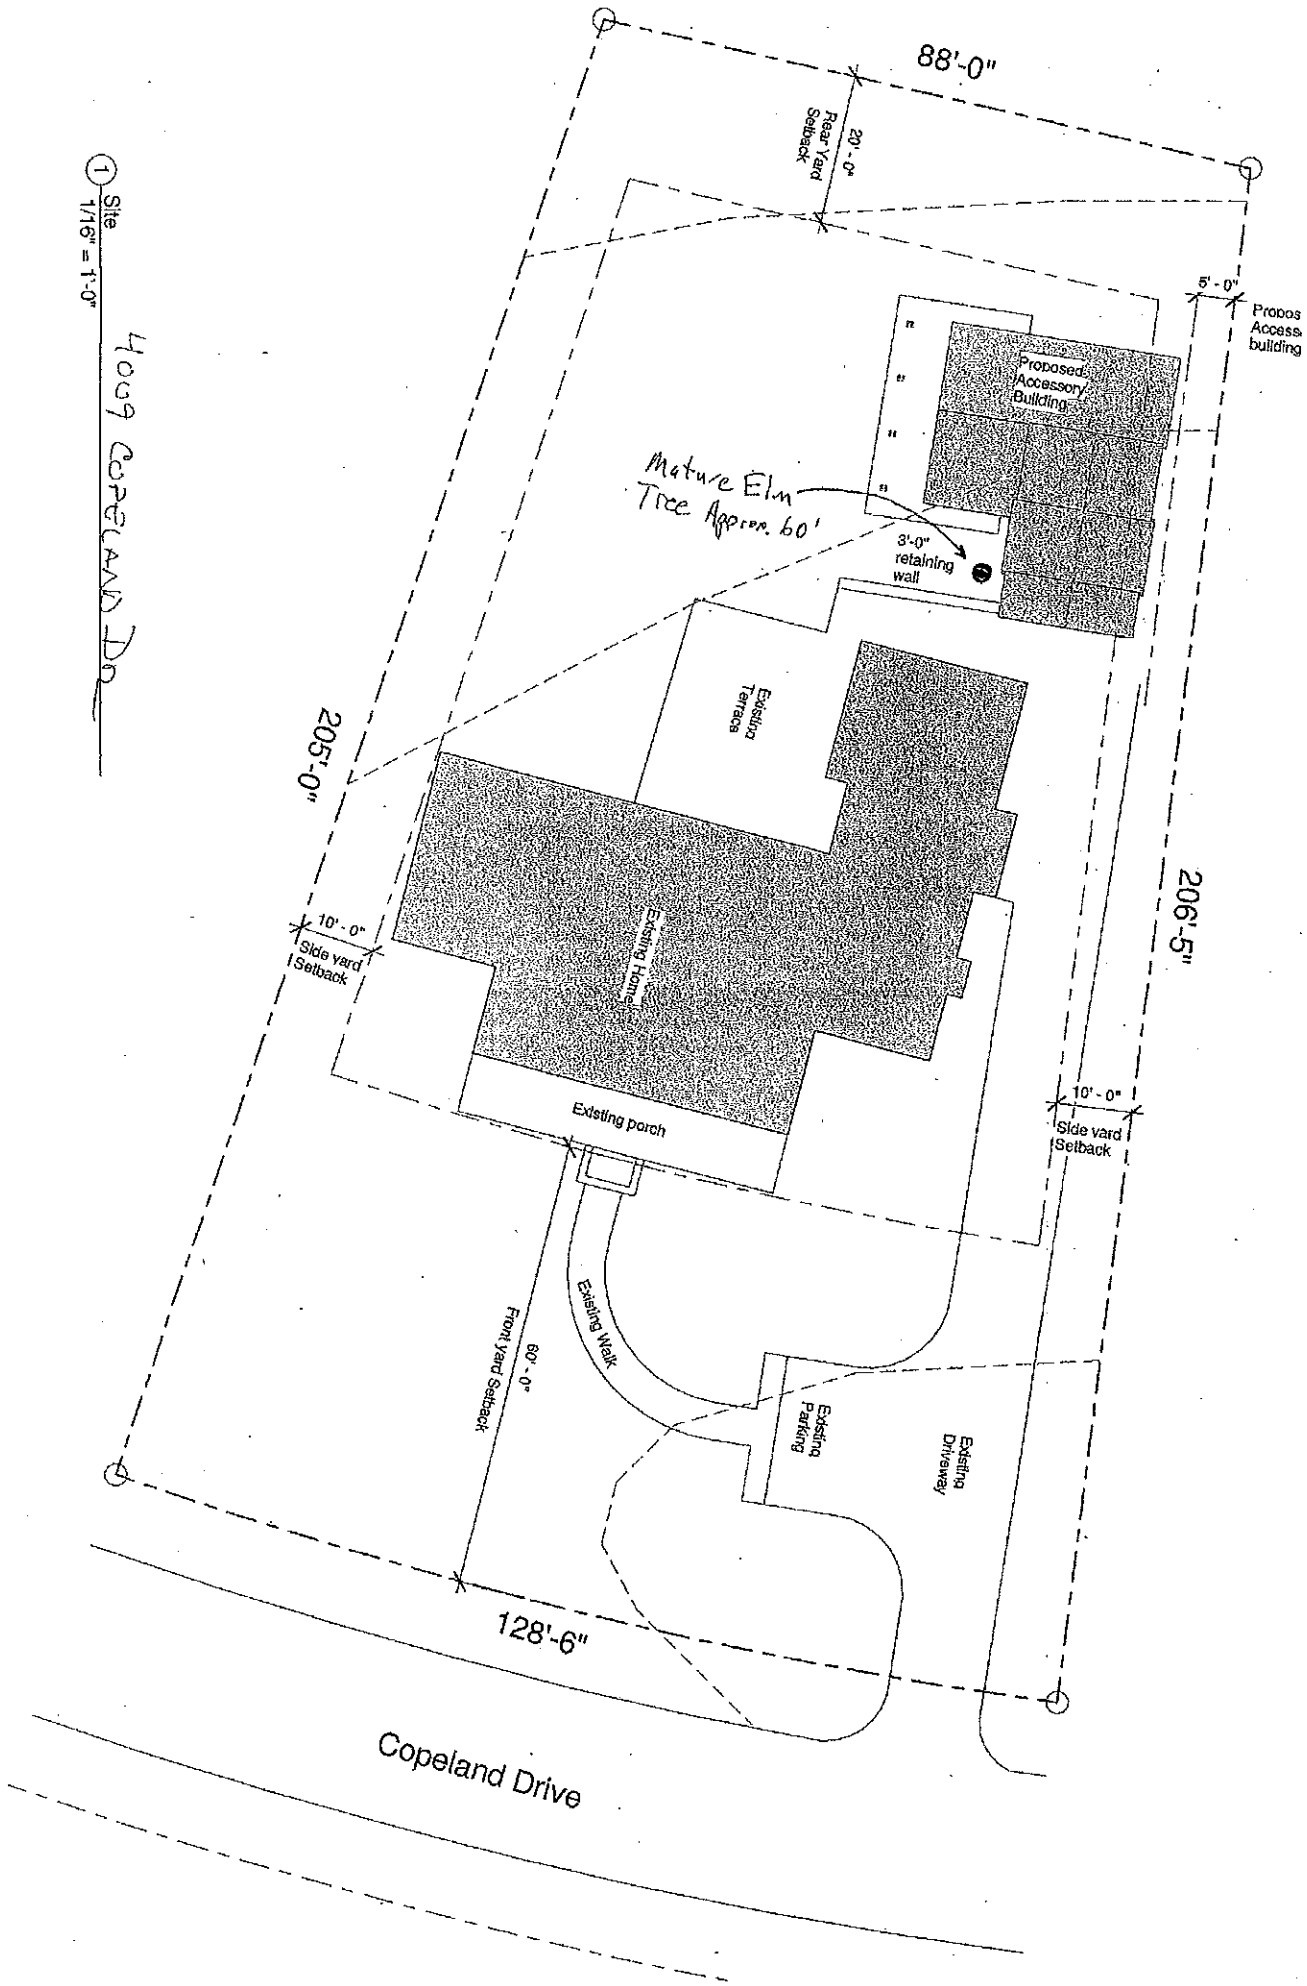 88'-0"
20'-0"
Rear Yard
Setback
5'-0"
Propos
Access
building
Proposed
Accessory
Building
Mature Elm
Tree Approx. 60'
3'-0"
retaining
wall
Existing
Terrace
1 Site
1/16" = 1'-0"
4009 COPELAND DR
205'-0"
206'-5"
10'-0"
Side yard
Setback
Existing Home
10'-0"
Side yard
Setback
Existing porch
Existing Walk
60'-0"
Front yard Setback
Existing
Parking
Existing
Driveway
128'-6"
Copeland Drive